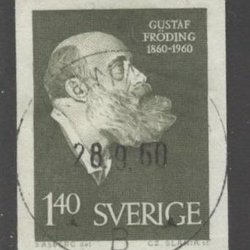 GUSTAF
FRÖDING
1860-1960
28.9.60
1.40 SVERIGE
B